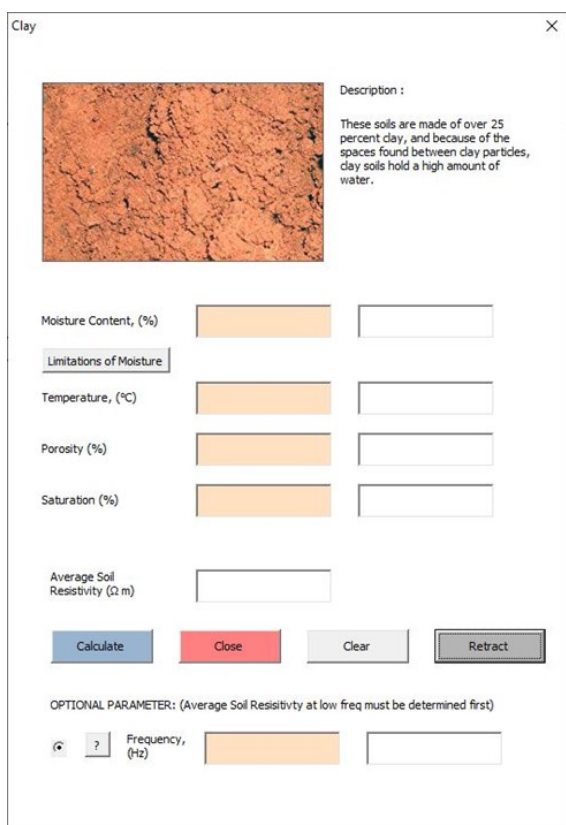 Clay
Description :
These soils are made of over 25
percent clay, and because of the
spaces found between clay particles,
clay soils hold a high amount of
water.
Moisture Content, (%)
Limitations of Moisture
Temperature, (ºC)
Porosity (%)
Saturation (%)
Average Soil
Resistivity (Ω m)
Calculate
Close
Clear
Retract
OPTIONAL PARAMETER: (Average Soil Resisitivty at low freq must be determined first)
?
Frequency,
(Hz)